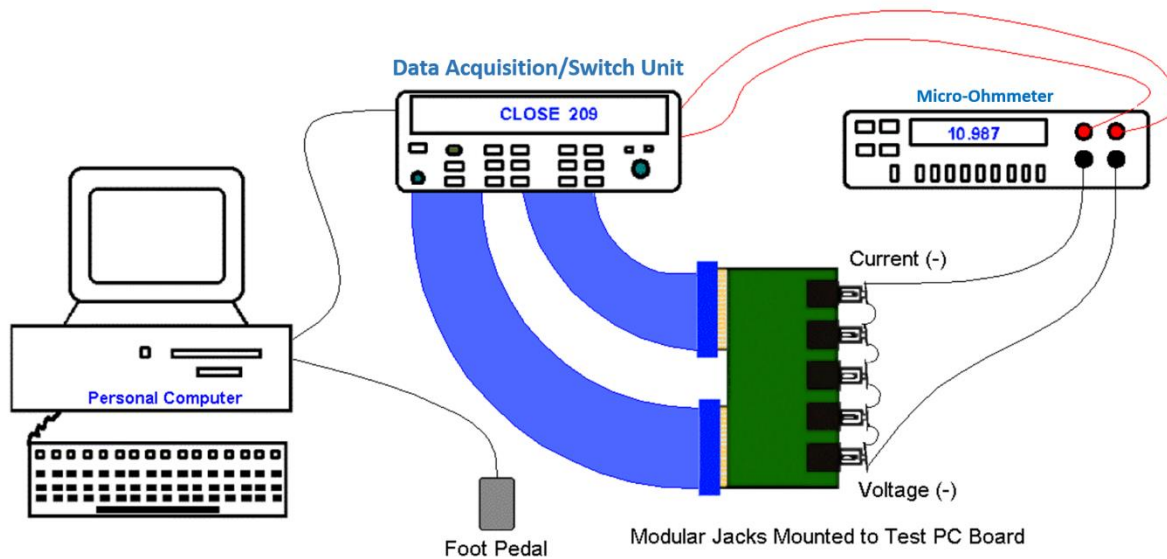 Data Acquisition/Switch Unit
CLOSE 209
Micro-Ohmmeter
10.987
Current (-)
Personal Computer
Voltage (-)
Foot Pedal
Modular Jacks Mounted to Test PC Board